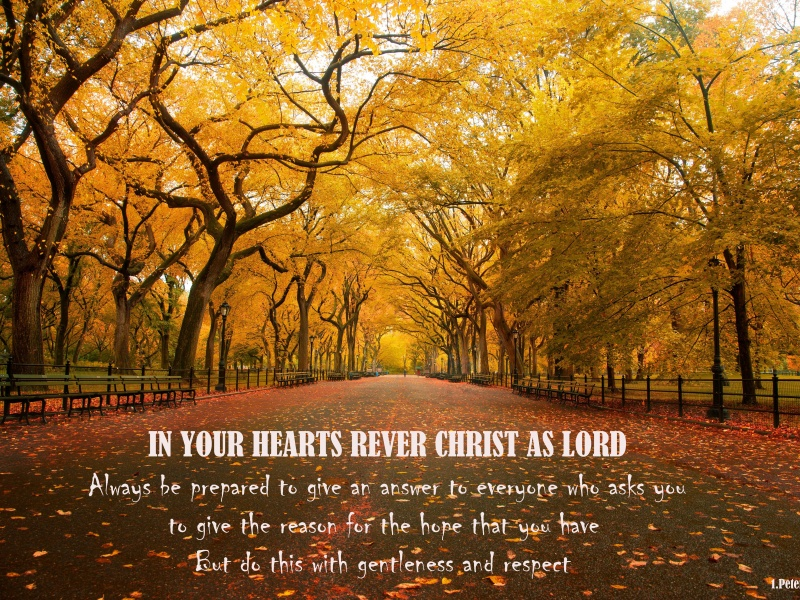 IN YOUR HEARTS REVER CHRIST AS LORD
Always be prepared to give an answer to everyone who asks you
to give the reason for the hope that you have
But do this with gentleness and respect
1.Pete